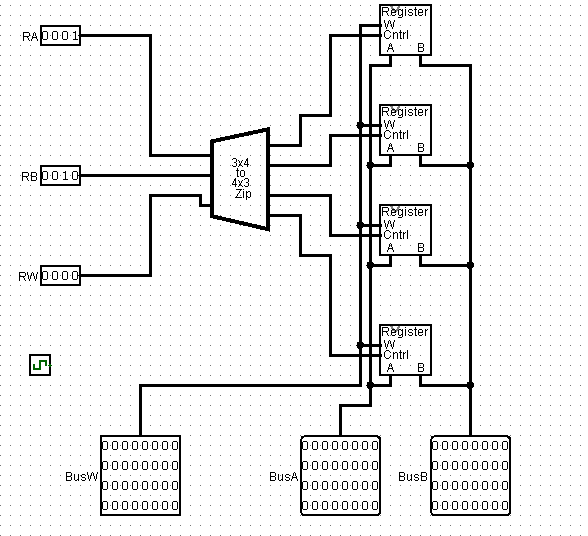 Register
W
Cntrl
A B
RA 0001
Register
W
Cntrl
A B
3x4
to
4x3
Zip
RB 0010
Register
W
Cntrl
A B
RW 0000
Register
W
Cntrl
A B
BusW
00000000
00000000
00000000
00000000
BusA
00000000
00000000
00000000
00000000
BusB
00000000
00000000
00000000
00000000